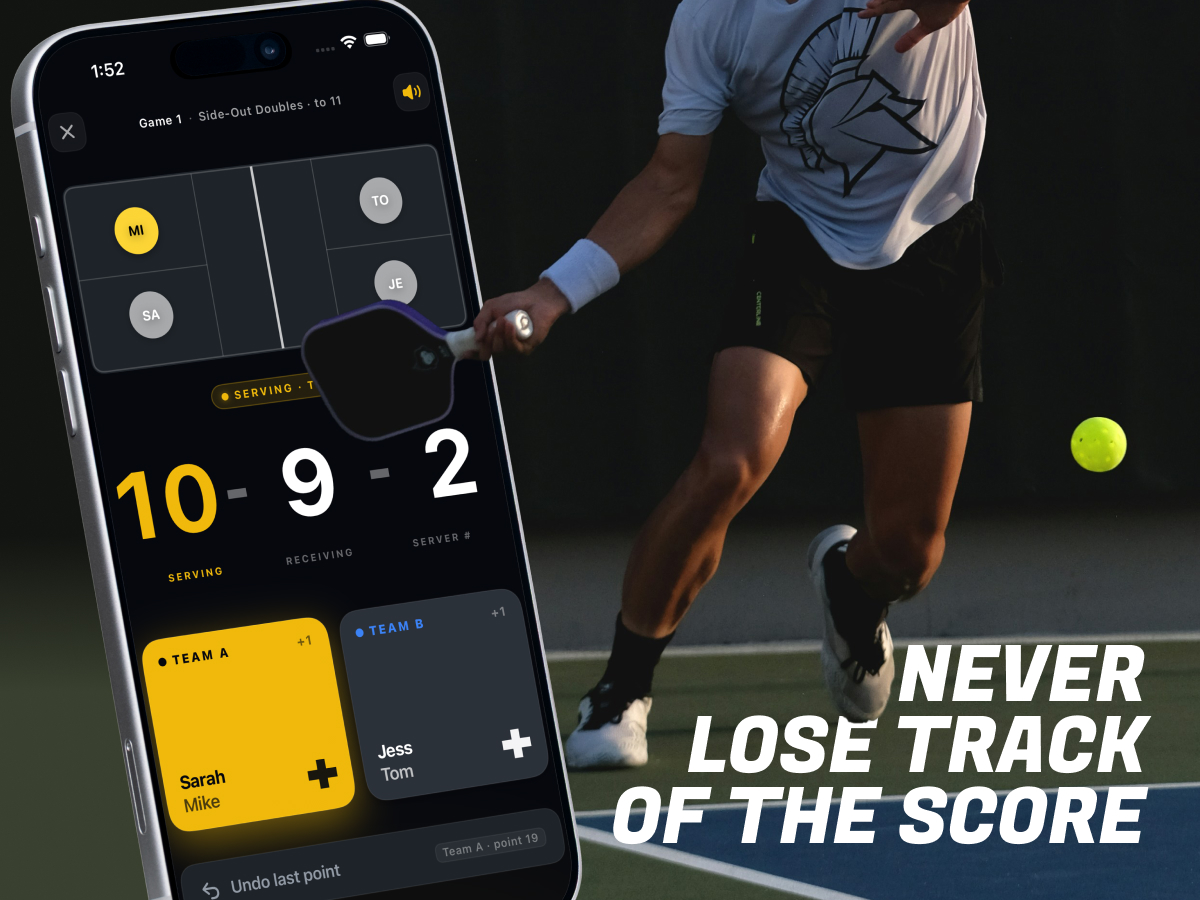 1:52
Game 1 · Side-Out Doubles · to 11
MI
TO
SA
JE
SERVING · T
10 - 9 - 2
SERVING
RECEIVING
SERVER #
TEAM A
+1
Sarah
Mike
TEAM B
+1
Jess
Tom
Undo last point
Team A · point 19
NEVER
LOSE TRACK
OF THE SCORE